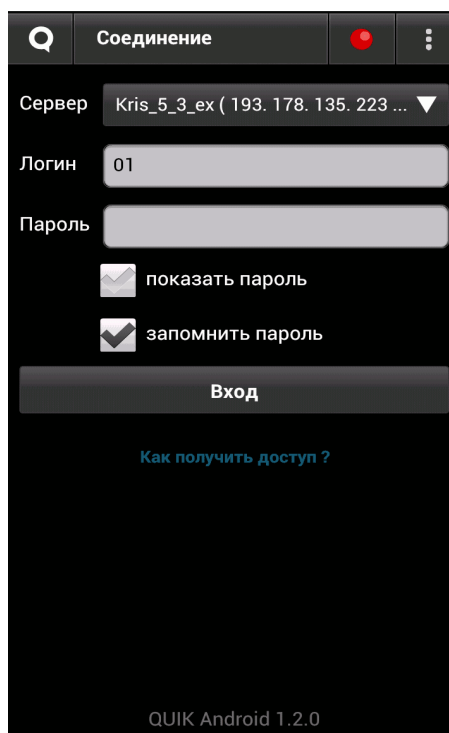 Соединение
Сервер Kris_5_3_ex ( 193. 178. 135. 223 ...
Логин 01
Пароль
показать пароль
запомнить пароль
Вход
Как получить доступ ?
QUIK Android 1.2.0